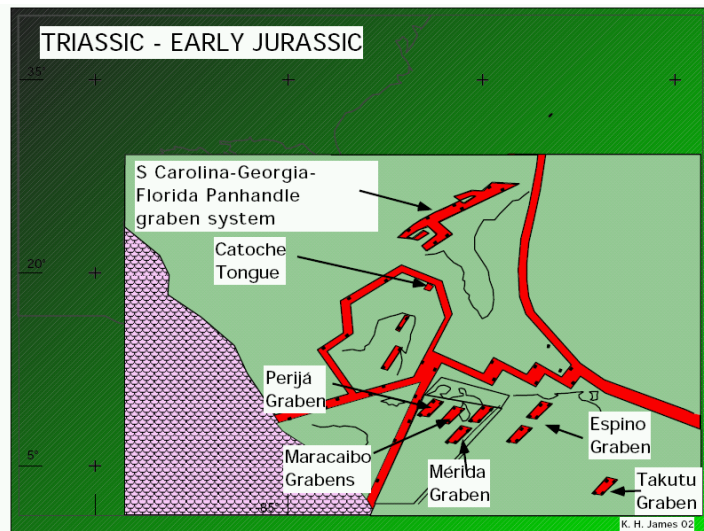 TRIASSIC - EARLY JURASSIC
35°
S Carolina-Georgia-
Florida Panhandle
graben system
Catoche
Tongue
20°
Perijá
Graben
Maracaibo
Grabens
Mérida
Graben
Espino
Graben
Takutu
Graben
5°
-85°
K. H. James 02